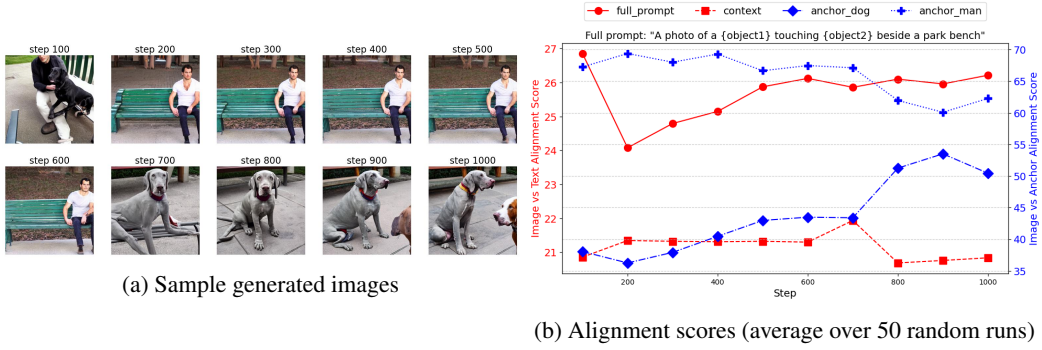 step 100 step 200 step 300 step 400 step 500
step 600 step 700 step 800 step 900 step 1000
(a) Sample generated images
full_prompt context anchor_dog anchor_man
Full prompt: "A photo of a {object1} touching {object2} beside a park bench"
Image vs Text Alignment Score
27
26
25
24
23
22
21
70
65
60
55
50
45
40
35
Image vs Anchor Alignment Score
200 400 600 800 1000
Step
(b) Alignment scores (average over 50 random runs)